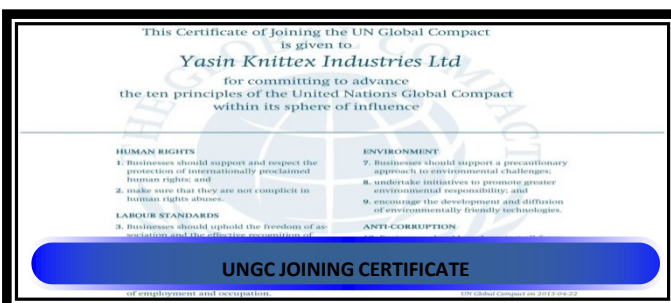 This Certificate of Joining the UN Global Compact
is given to
Yasin Knittex Industries Ltd
for committing to advance
the ten principles of the United Nations Global Compact
within its sphere of influence
THE GLOBAL COMPACT
HUMAN RIGHTS
1. Businesses should support and respect the
protection of internationally proclaimed
human rights; and
2. make sure that they are not complicit in
human rights abuses.
LABOUR STANDARDS
3. Businesses should uphold the freedom of as-
sociation and the effective recognition of
of employment and occupation.
ENVIRONMENT
7. Businesses should support a precautionary
approach to environmental challenges;
8. undertake initiatives to promote greater
environmental responsibility; and
9. encourage the development and diffusion
of environmentally friendly technologies.
ANTI-CORRUPTION
UN Global Compact on 2013-04-22
UNGC JOINING CERTIFICATE